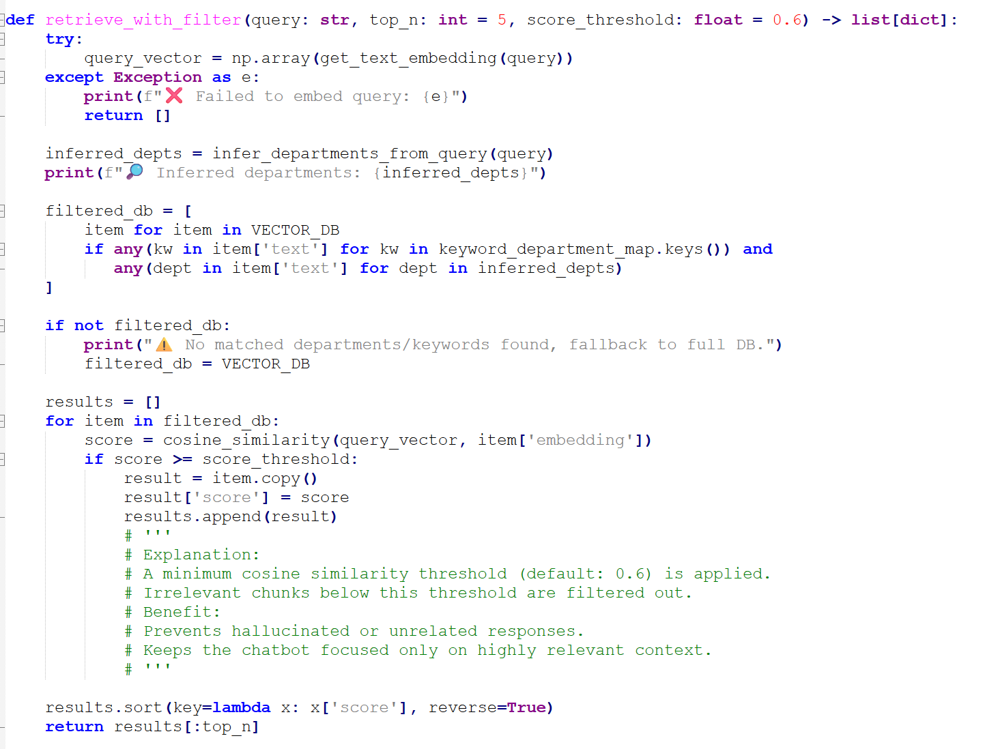 def retrieve_with_filter(query: str, top_n: int = 5, score_threshold: float = 0.6) -> list[dict]:
    try:
        query_vector = np.array(get_text_embedding(query))
    except Exception as e:
        print(f"❌ Failed to embed query: {e}")
        return []

    inferred_depts = infer_departments_from_query(query)
    print(f"🔎 Inferred departments: {inferred_depts}")

    filtered_db = [
        item for item in VECTOR_DB
        if any(kw in item['text'] for kw in keyword_department_map.keys()) and
           any(dept in item['text'] for dept in inferred_depts)
    ]

    if not filtered_db:
        print("⚠️ No matched departments/keywords found, fallback to full DB.")
        filtered_db = VECTOR_DB

    results = []
    for item in filtered_db:
        score = cosine_similarity(query_vector, item['embedding'])
        if score >= score_threshold:
            result = item.copy()
            result['score'] = score
            results.append(result)
            # '''
            # Explanation:
            # A minimum cosine similarity threshold (default: 0.6) is applied.
            # Irrelevant chunks below this threshold are filtered out.
            # Benefit:
            # Prevents hallucinated or unrelated responses.
            # Keeps the chatbot focused only on highly relevant context.
            # '''

    results.sort(key=lambda x: x['score'], reverse=True)
    return results[:top_n]